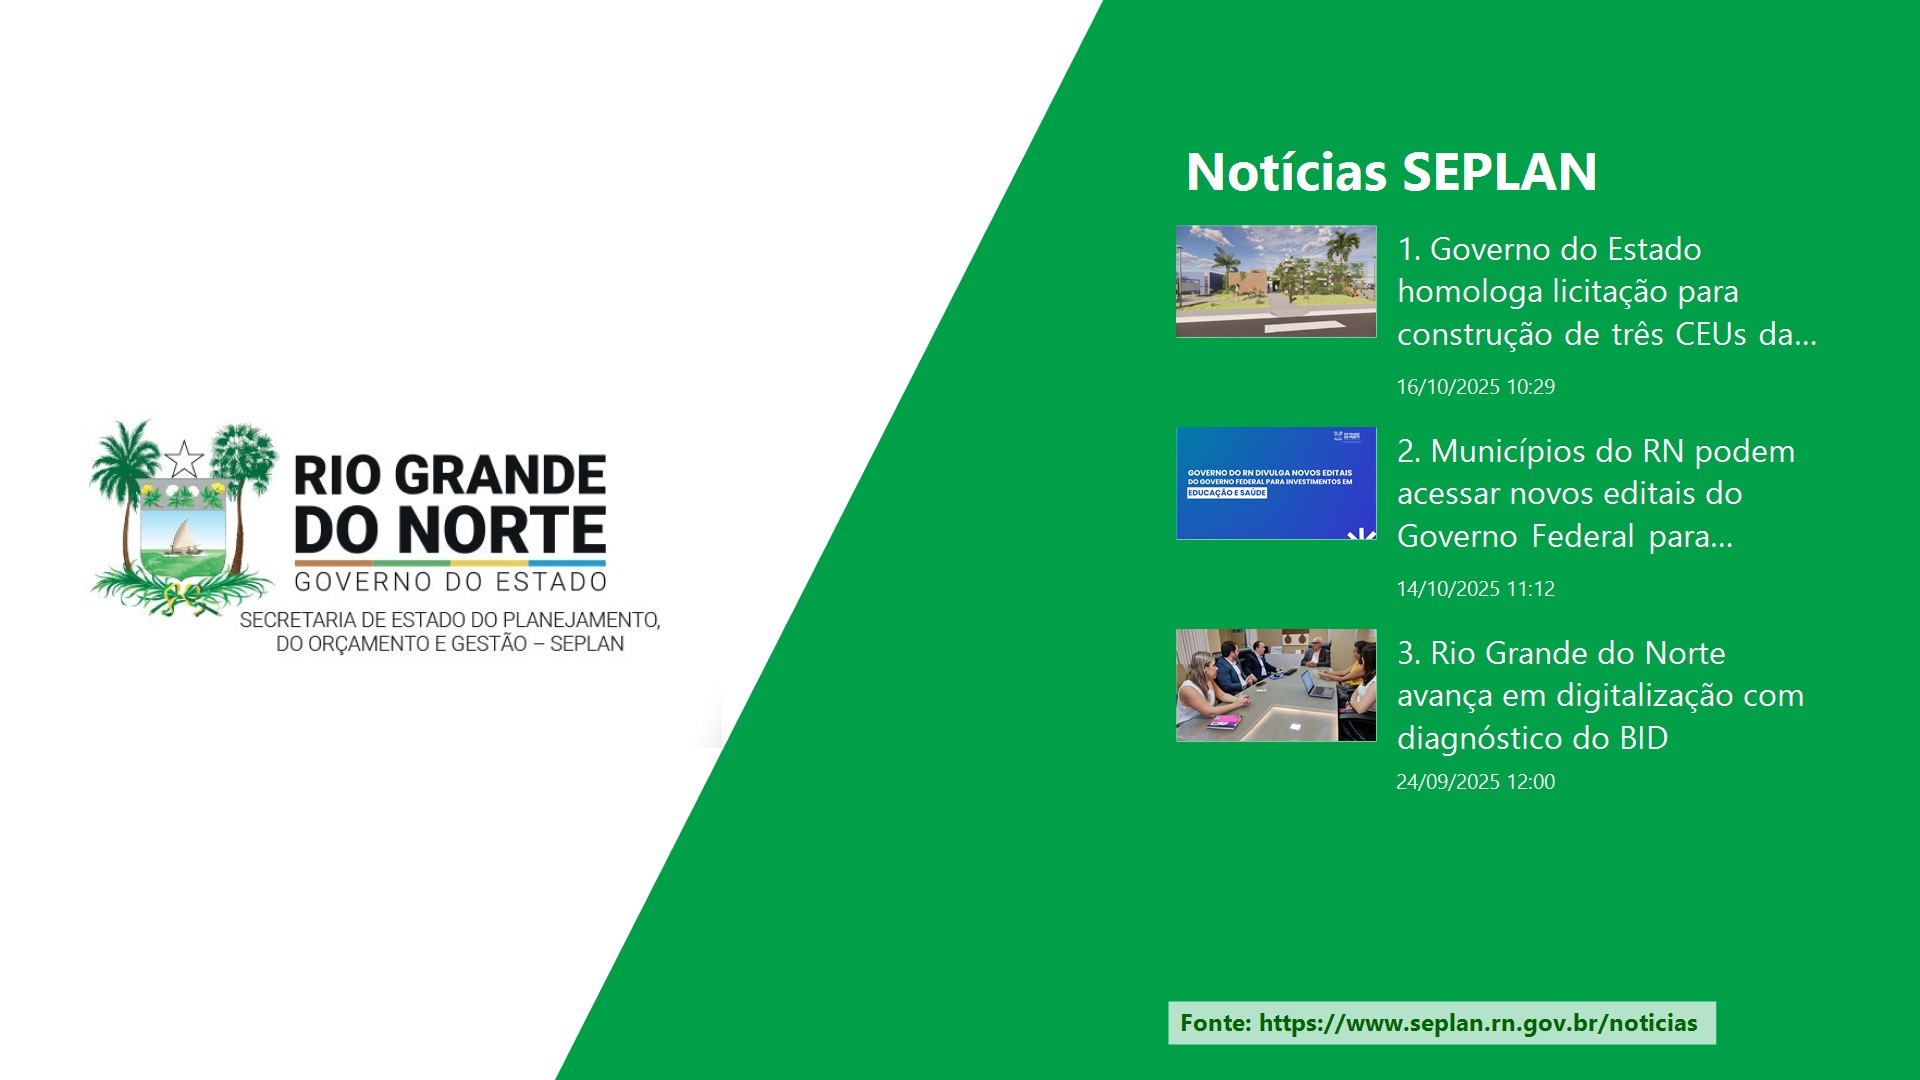 RIO GRANDE
DO NORTE
GOVERNO DO ESTADO
SECRETARIA DE ESTADO DO PLANEJAMENTO,
DO ORÇAMENTO E GESTÃO – SEPLAN
Notícias SEPLAN
1. Governo do Estado
homologa licitação para
construção de três CEUs da...
16/10/2025 10:29
RIO GRANDE
DO NORTE
GOVERNO DO RN DIVULGA NOVOS EDITAIS
DO GOVERNO FEDERAL PARA INVESTIMENTOS EM
EDUCAÇÃO E SAÚDE
2. Municípios do RN podem
acessar novos editais do
Governo Federal para...
14/10/2025 11:12
3. Rio Grande do Norte
avança em digitalização com
diagnóstico do BID
24/09/2025 12:00
Fonte: https://www.seplan.rn.gov.br/noticias